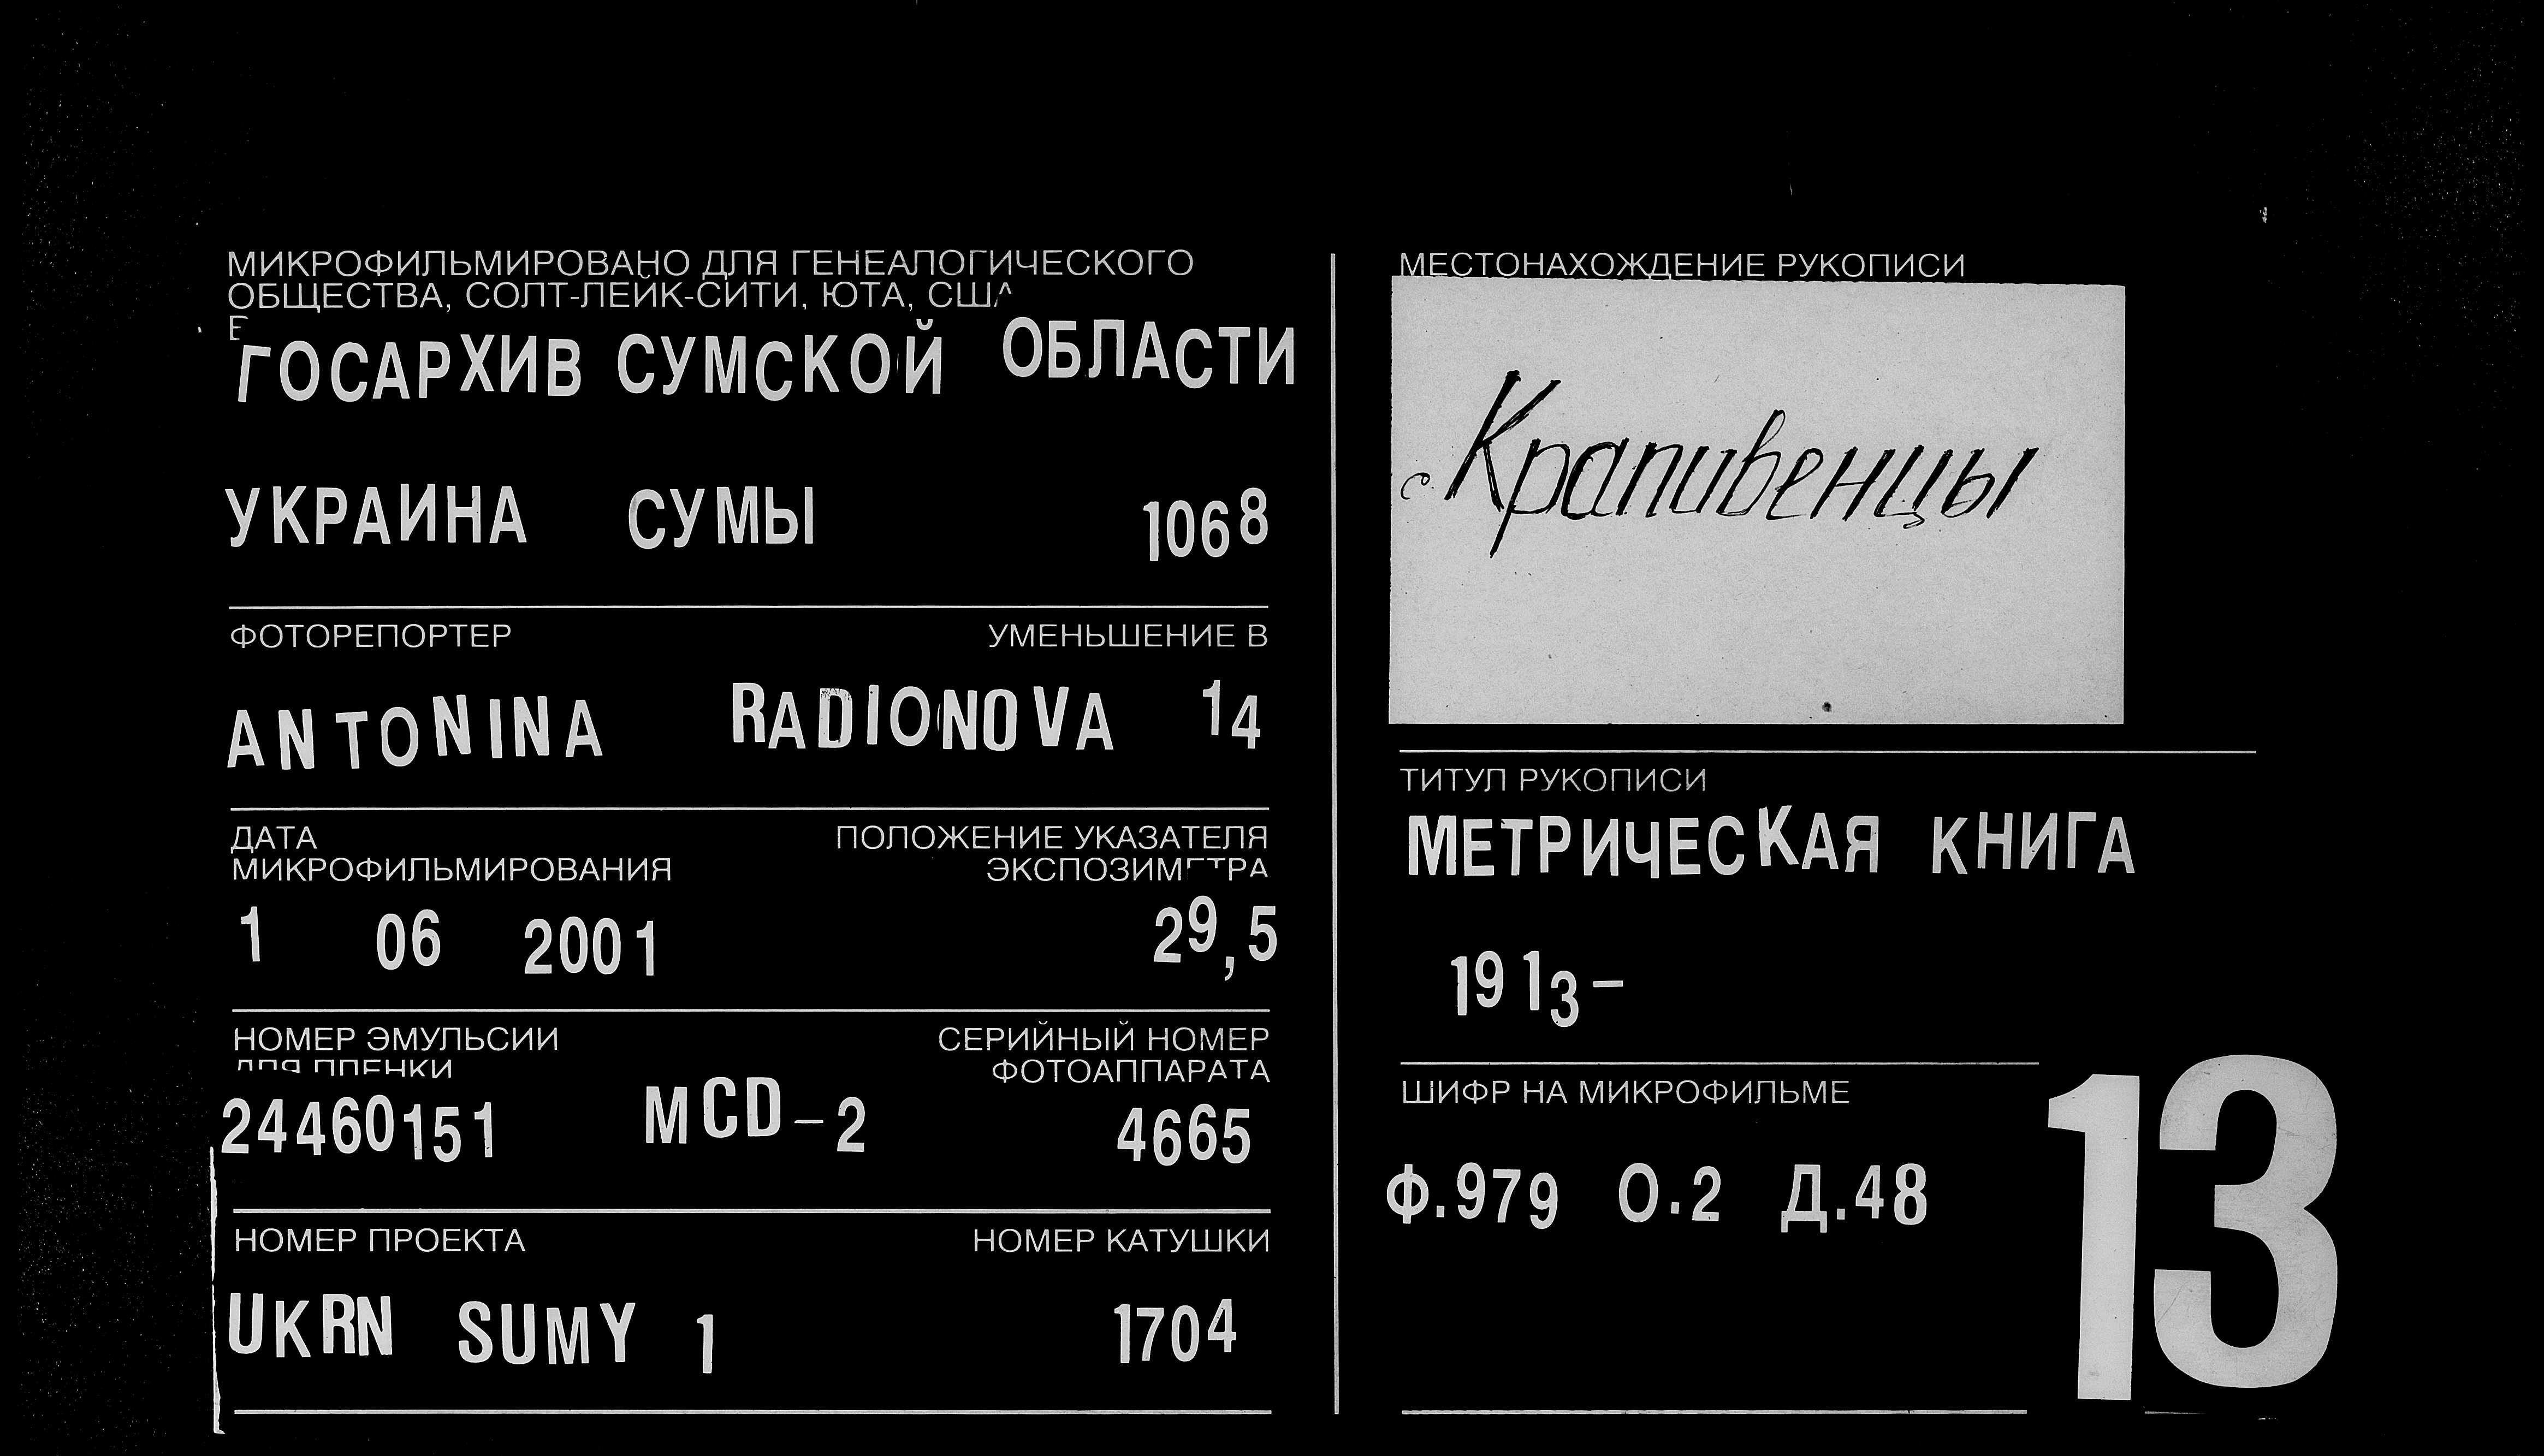 МИКРОФИЛЬМИРОВАНО ДЛЯ ГЕНЕАЛОГИЧЕСКОГО
ОБЩЕСТВА, СОЛТ-ЛЕЙК-СИТИ, ЮТА, США
Е
ГОСАРХИВ СУМСКОЙ ОБЛАСТИ
УКРАИНА СУМЫ 1068
ФОТОРЕПОРТЕР УМЕНЬШЕНИЕ В
ANTONINA RADIONOVA 14
ДАТА ПОЛОЖЕНИЕ УКАЗАТЕЛЯ
МИКРОФИЛЬМИРОВАНИЯ ЭКСПОЗИМЕТРА
1 06 2001 29,5
НОМЕР ЭМУЛЬСИИ СЕРИЙНЫЙ НОМЕР
ДЛЯ ПЛЕНКИ ФОТОАППАРАТА
24460151 MCD-2 4665
НОМЕР ПРОЕКТА НОМЕР КАТУШКИ
UKRN SUMY 1 1704
МЕСТОНАХОЖДЕНИЕ РУКОПИСИ
с Крапивенцы
ТИТУЛ РУКОПИСИ
МЕТРИЧЕСКАЯ КНИГА
1913-
ШИФР НА МИКРОФИЛЬМЕ
Ф.979 О.2 Д.48
13